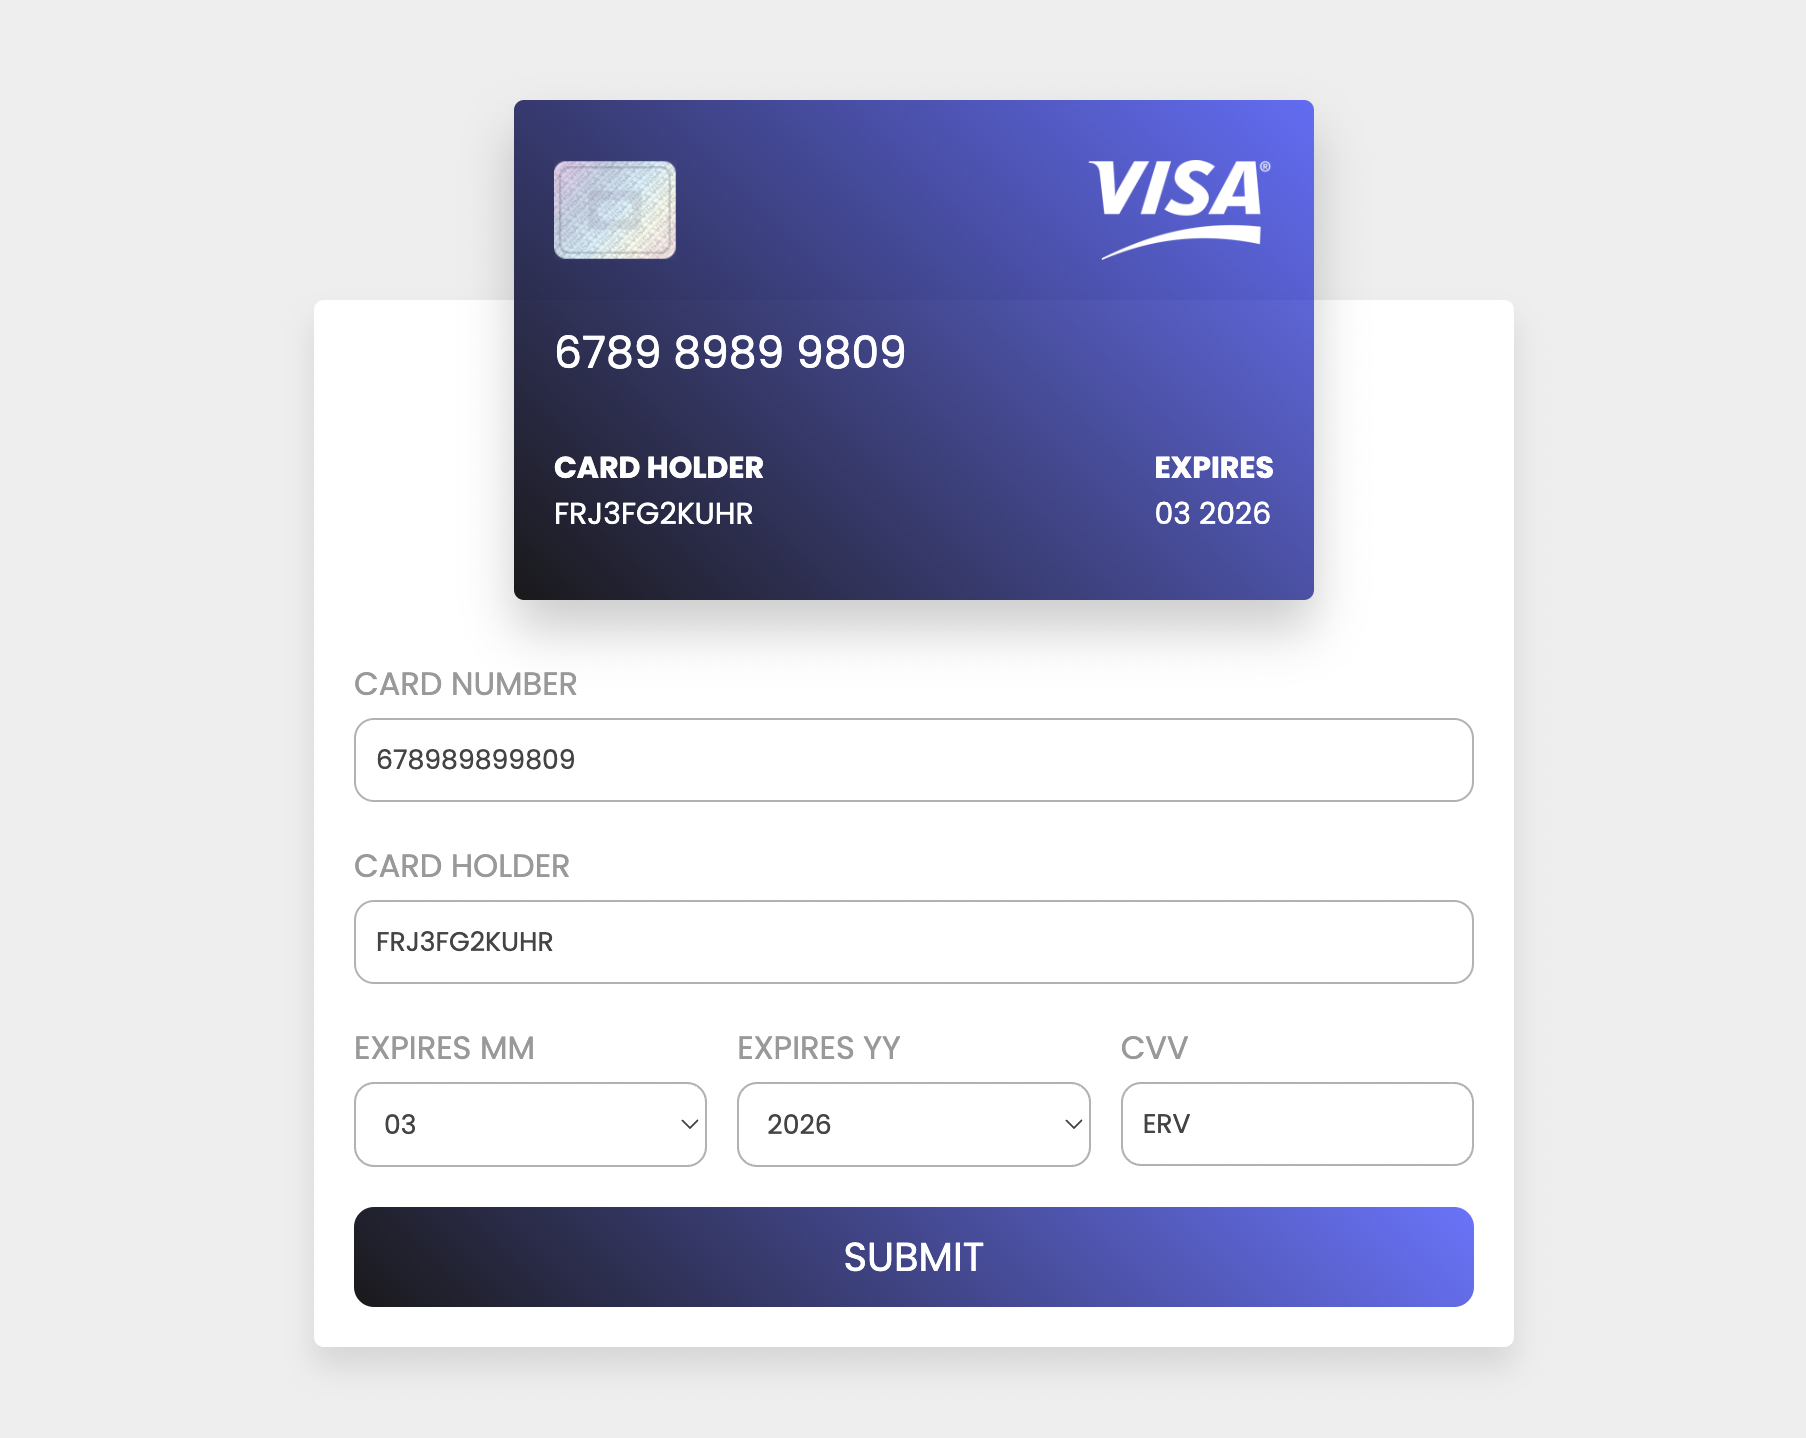 VISA®
6789 8989 9809
CARD HOLDER
FRJ3FG2KUHR
EXPIRES
03 2026
CARD NUMBER
678989899809
CARD HOLDER
FRJ3FG2KUHR
EXPIRES MM
EXPIRES YY
CVV
03
2026
ERV
SUBMIT